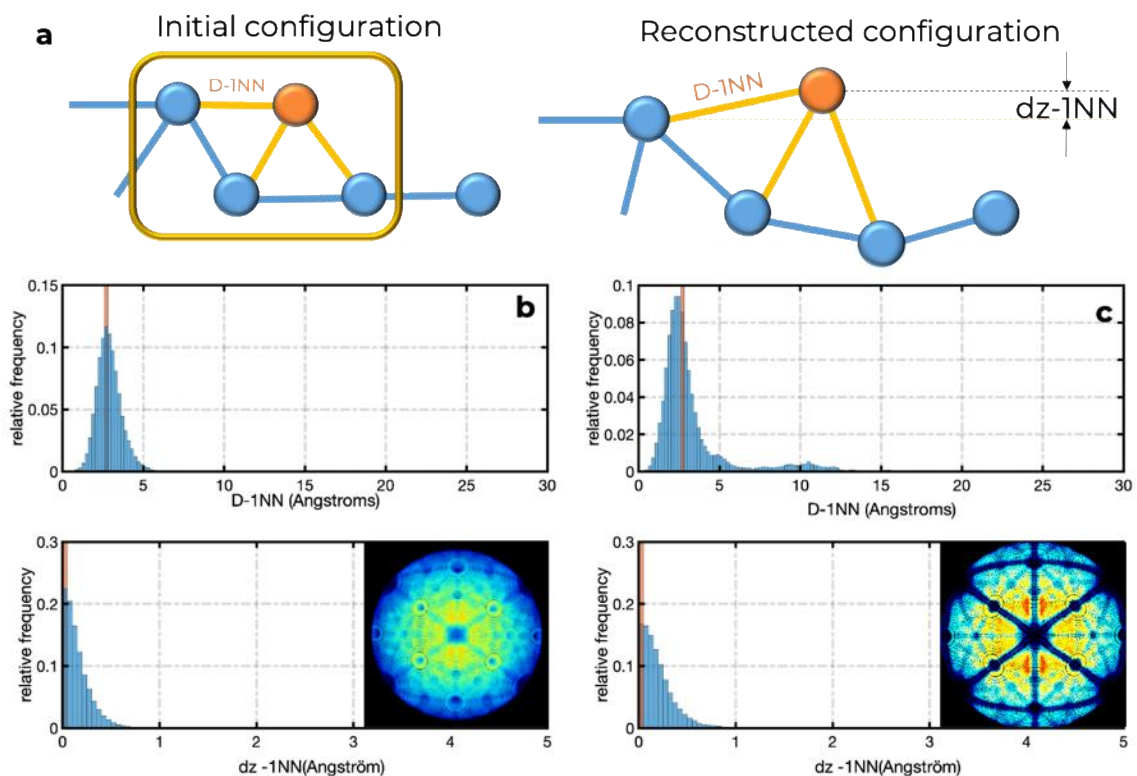 a
Initial configuration
Reconstructed configuration
D-1NN
D-1NN
dz-1NN
b
relative frequency
0.15
0.1
0.05
0
0 5 10 15 20 25 30
D-1NN (Angstroms)
c
relative frequency
0.1
0.08
0.06
0.04
0.02
0
0 5 10 15 20 25 30
D-1NN (Angstroms)
relative frequency
0.3
0.2
0.1
0
0 1 2 3 4 5
dz -1NN(Angström)
relative frequency
0.3
0.2
0.1
0
0 1 2 3 4 5
dz -1NN(Angström)